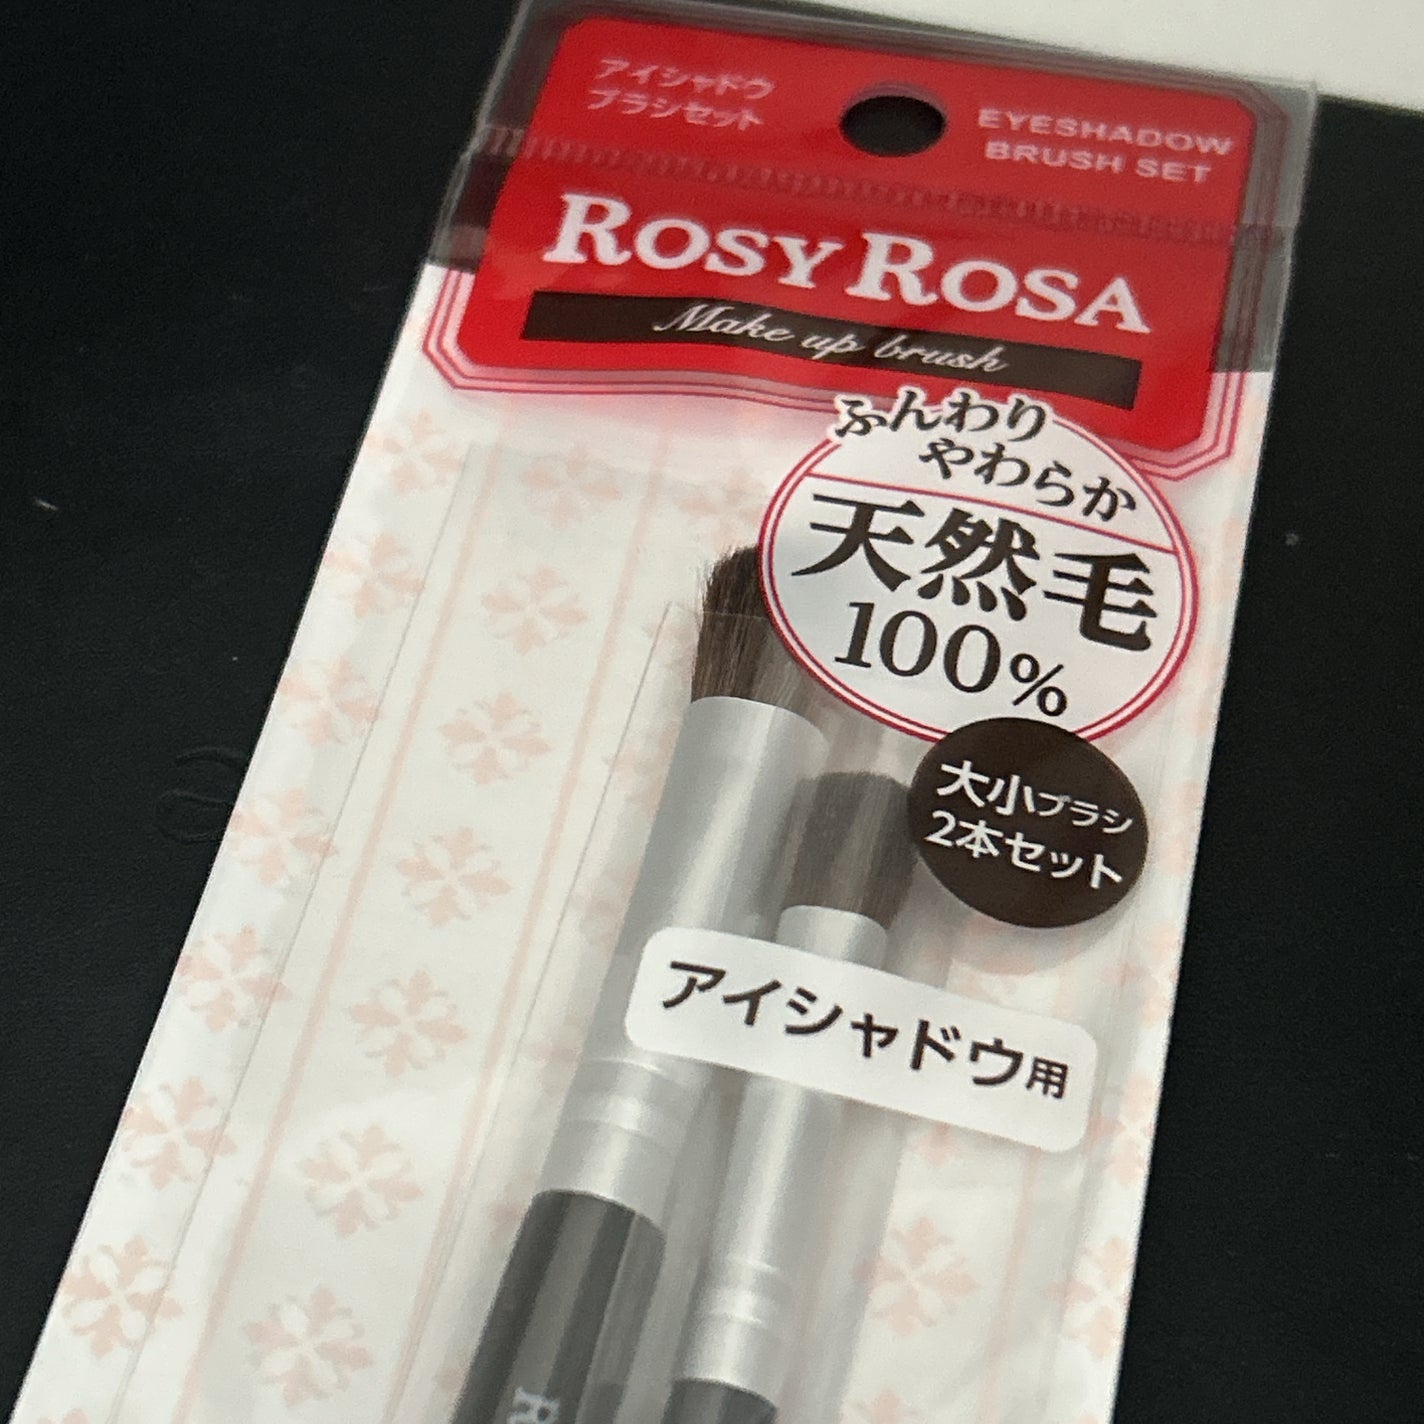 アイシャドウ
ブラシセット
EYESHADOW
BRUSH SET
ROSY ROSA
Make up brush
ふんわり
やわらか
天然毛
100%
大小ブラシ
2本セット
アイシャドウ用
R